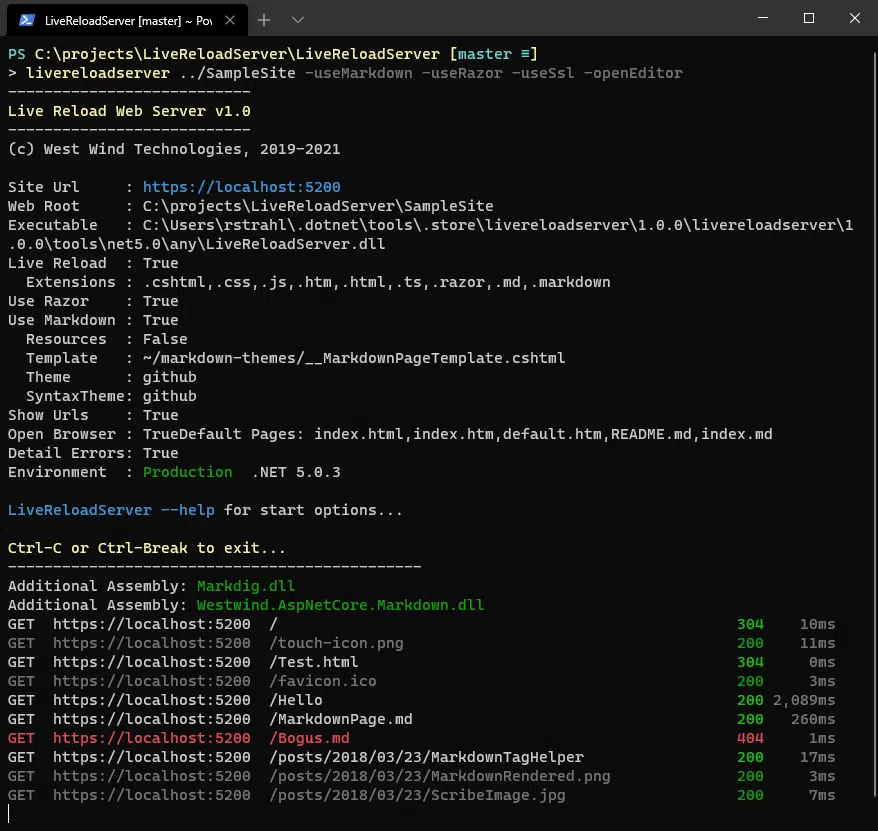 LiveReloadServer [master] ~ Pow
PS C:\projects\LiveReloadServer\LiveReloadServer [master ≡]
> livereloadserver ../SampleSite -useMarkdown -useRazor -useSsl -openEditor
---------------------------
Live Reload Web Server v1.0
---------------------------
(c) West Wind Technologies, 2019-2021
Site Url     : https://localhost:5200
Web Root     : C:\projects\LiveReloadServer\SampleSite
Executable   : C:\Users\rstrahl\.dotnet\tools\.store\livereloadserver\1.0.0\livereloadserver\1
.0.0\tools\net5.0\any\LiveReloadServer.dll
Live Reload  : True
  Extensions : .cshtml,.css,.js,.htm,.html,.ts,.razor,.md,.markdown
Use Razor    : True
Use Markdown : True
  Resources  : False
  Template   : ~/markdown-themes/__MarkdownPageTemplate.cshtml
  Theme      : github
  SyntaxTheme: github
Show Urls    : True
Open Browser : TrueDefault Pages: index.html,index.htm,default.htm,README.md,index.md
Detail Errors: True
Environment  : Production  .NET 5.0.3
LiveReloadServer --help for start options...
Ctrl-C or Ctrl-Break to exit...
----------------------------------------------
Additional Assembly: Markdig.dll
Additional Assembly: Westwind.AspNetCore.Markdown.dll
GET  https://localhost:5200  /  304  10ms
GET  https://localhost:5200  /touch-icon.png  200  11ms
GET  https://localhost:5200  /Test.html  304  0ms
GET  https://localhost:5200  /favicon.ico  200  3ms
GET  https://localhost:5200  /Hello  200 2,089ms
GET  https://localhost:5200  /MarkdownPage.md  200  260ms
GET  https://localhost:5200  /Bogus.md  404  1ms
GET  https://localhost:5200  /posts/2018/03/23/MarkdownTagHelper  200  17ms
GET  https://localhost:5200  /posts/2018/03/23/MarkdownRendered.png  200  3ms
GET  https://localhost:5200  /posts/2018/03/23/ScribeImage.jpg  200  7ms